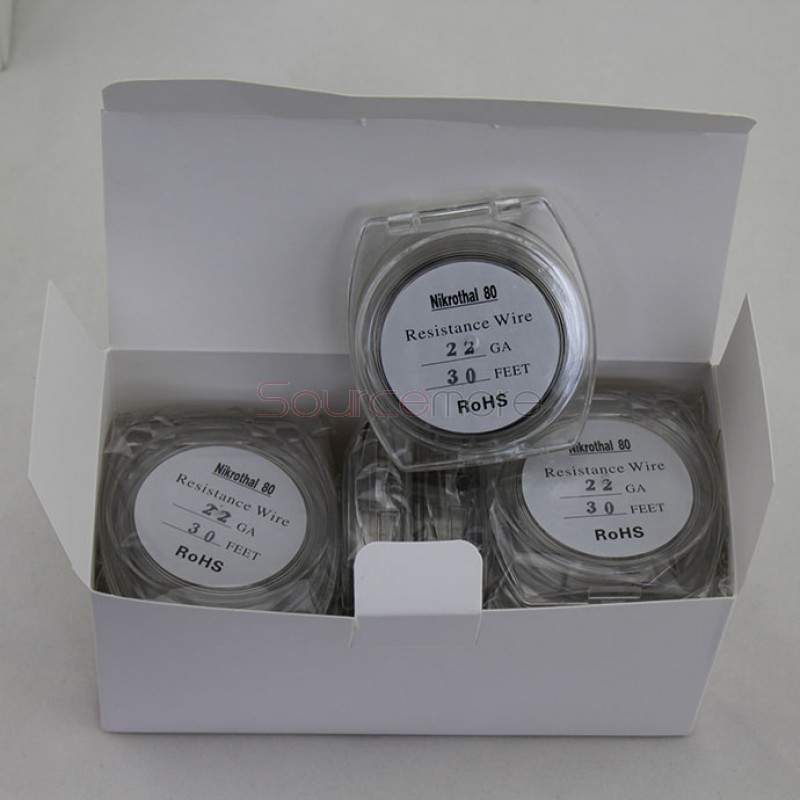 Nikrothal 80
Resistance Wire
22 GA
30 FEET
RoHS
Sourcemore
Nikrothal 80
Resistance Wire
22 GA
30 FEET
RoHS
Nikrothal 80
Resistance Wire
22 GA
30 FEET
RoHS